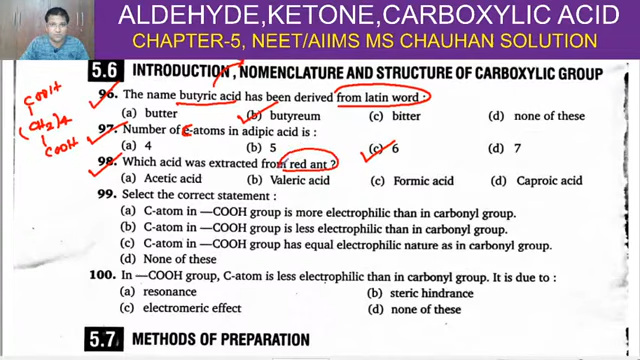 ALDEHYDE,KETONE,CARBOXYLIC ACID
CHAPTER-5, NEET/AIIMS MS CHAUHAN SOLUTION
5.6 INTRODUCTION, NOMENCLATURE AND STRUCTURE OF CARBOXYLIC GROUP
COOH
(CH2)4
COOH
96. The name butyric acid has been derived from latin word :
(a) butter (b) butyreum (c) bitter (d) none of these
97. Number of C-atoms in adipic acid is :
(a) 4 (b) 5 (c) 6 (d) 7
98. Which acid was extracted from red ant ?
(a) Acetic acid (b) Valeric acid (c) Formic acid (d) Caproic acid
99. Select the correct statement :
(a) C-atom in —COOH group is more electrophilic than in carbonyl group.
(b) C-atom in —COOH group is less electrophilic than in carbonyl group.
(c) C-atom in —COOH group has equal electrophilic nature as in carbonyl group.
(d) None of these
100. In —COOH group, C-atom is less electrophilic than in carbonyl group. It is due to :
(a) resonance (b) steric hindrance
(c) electromeric effect (d) none of these
5.7 METHODS OF PREPARATION